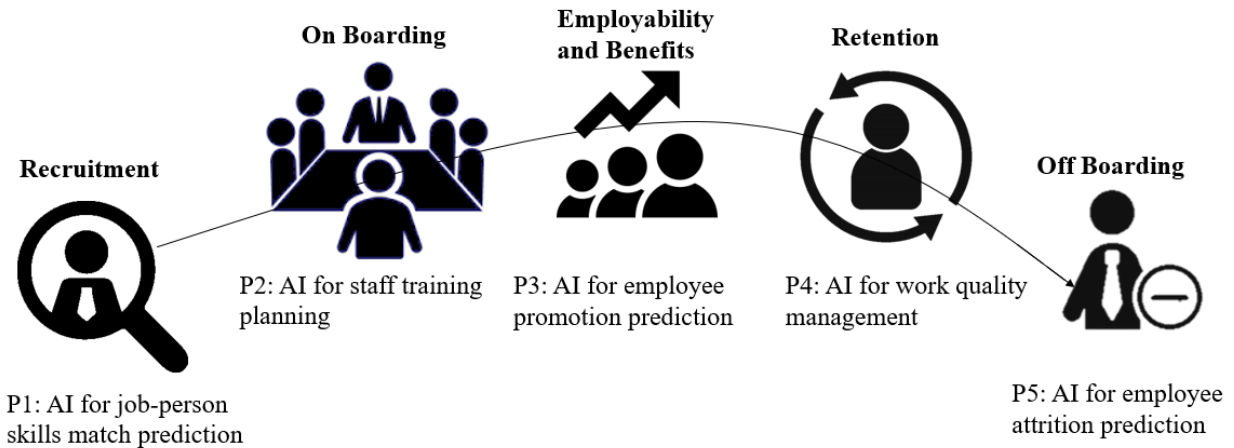 Recruitment
P1: AI for job-person
skills match prediction
On Boarding
P2: AI for staff training
planning
Employability
and Benefits
P3: AI for employee
promotion prediction
Retention
P4: AI for work quality
management
Off Boarding
P5: AI for employee
attrition prediction